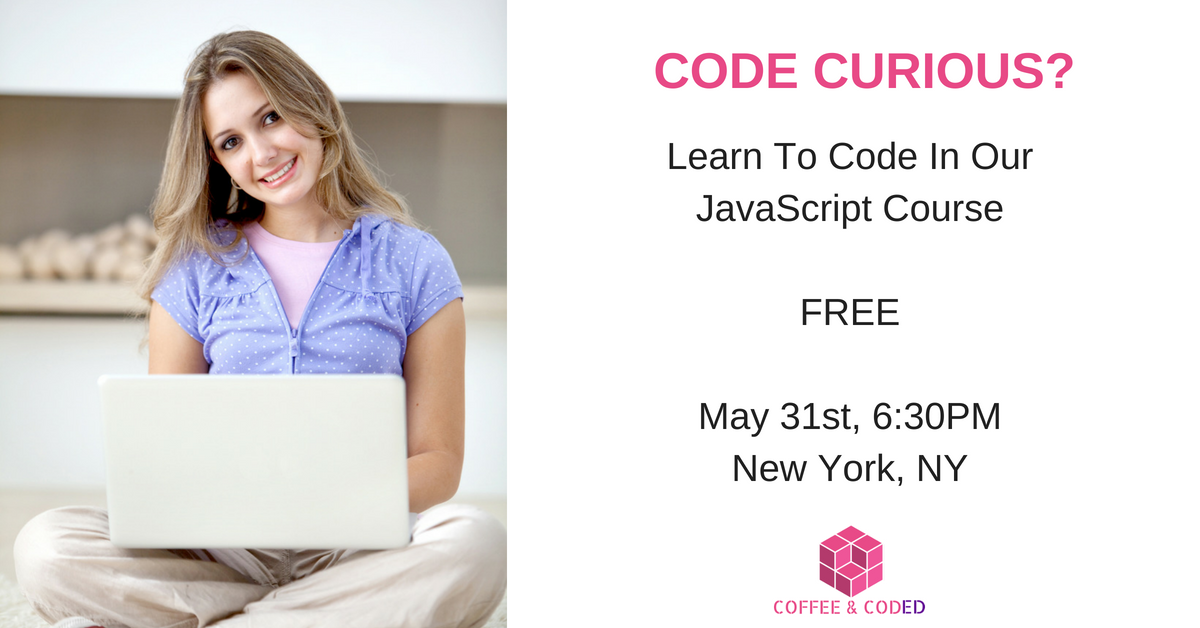 CODE CURIOUS?
Learn To Code In Our
JavaScript Course
FREE
May 31st, 6:30PM
New York, NY
COFFEE & CODED